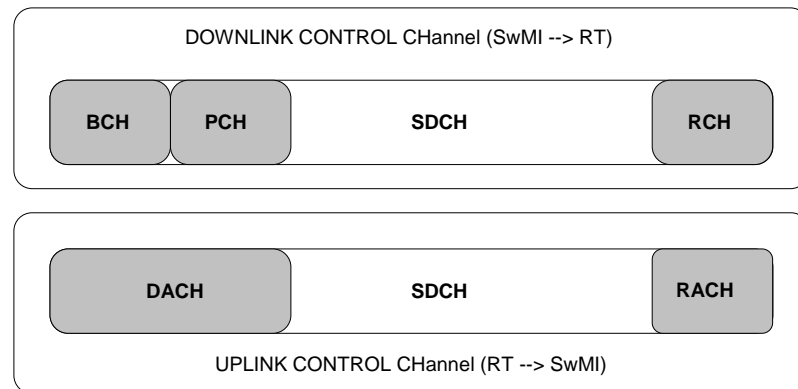 DOWNLINK CONTROL CHannel (SwMI --> RT)
BCH PCH SDCH RCH
DACH SDCH RACH
UPLINK CONTROL CHannel (RT --> SwMI)